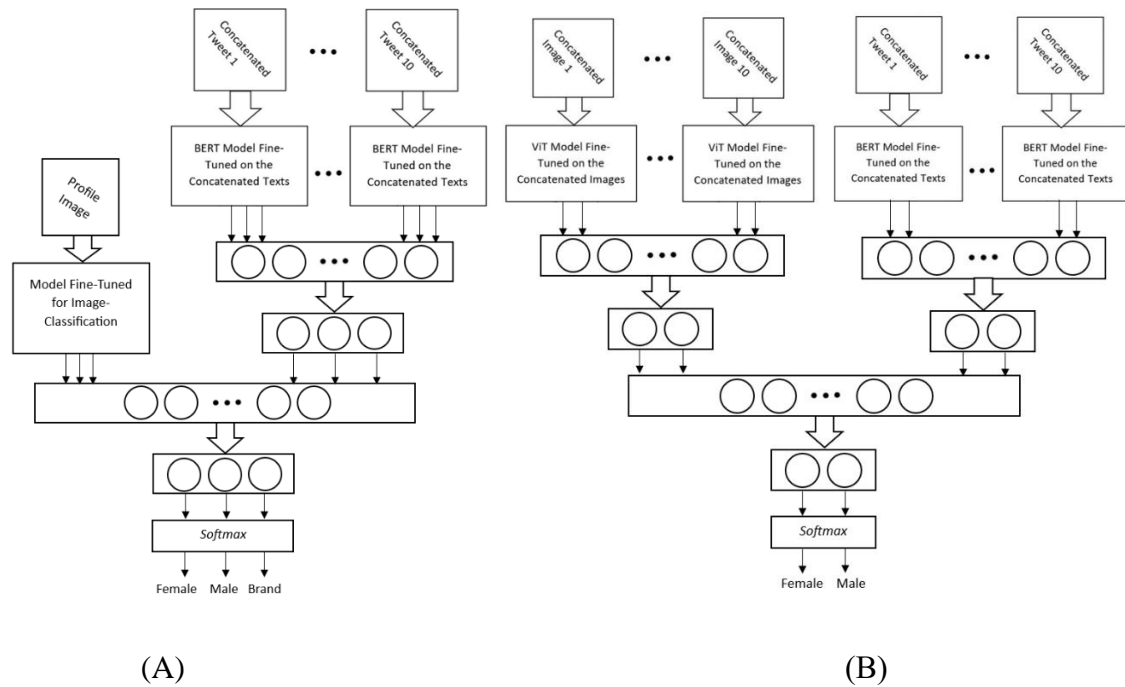 Concatenated
Tweet 1
Concatenated
Tweet 10
BERT Model Fine-
Tuned on the
Concatenated Texts
BERT Model Fine-
Tuned on the
Concatenated Texts
Profile
Image
Model Fine-Tuned
for Image-
Classification
Softmax
Female Male Brand
(A)
Concatenated
Image 1
Concatenated
Image 10
Concatenated
Tweet 1
Concatenated
Tweet 10
ViT Model Fine-
Tuned on the
Concatenated Images
ViT Model Fine-
Tuned on the
Concatenated Images
BERT Model Fine-
Tuned on the
Concatenated Texts
BERT Model Fine-
Tuned on the
Concatenated Texts
Softmax
Female Male
(B)